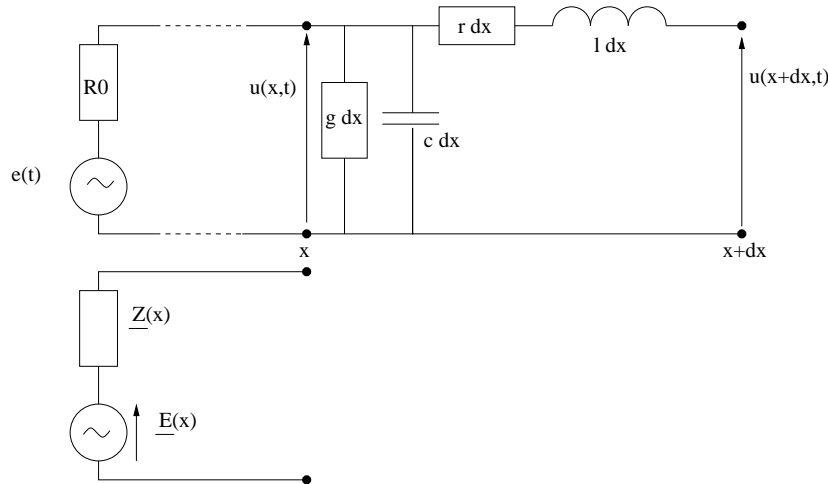 r dx
l dx
R0
u(x,t)
u(x+dx,t)
g dx
c dx
e(t)
x
x+dx
Z(x)
E(x)